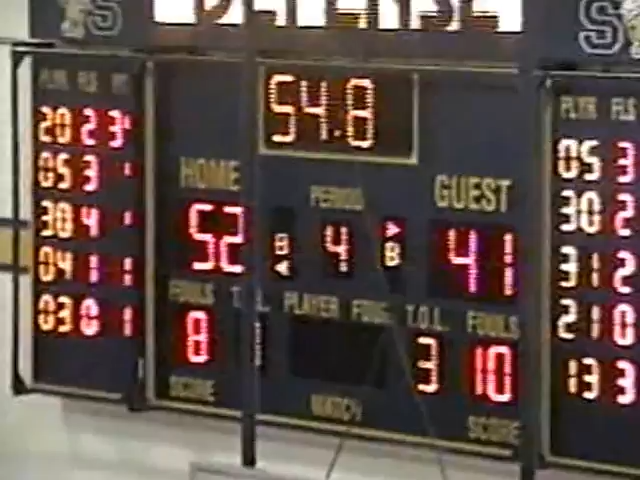 S S
PLYR FLS 54.8 PLYR FLS
20 2 3 HOME PERIOD GUEST 05 3
05 3 52 B 4 B 41 30 2
30 4 FOULS T.O.L. PLAYER FOUL T.O.L. FOULS 31 2
04 1 1 8 3 10 21 0
03 0 1 SCORE MATCH SCORE 13 3